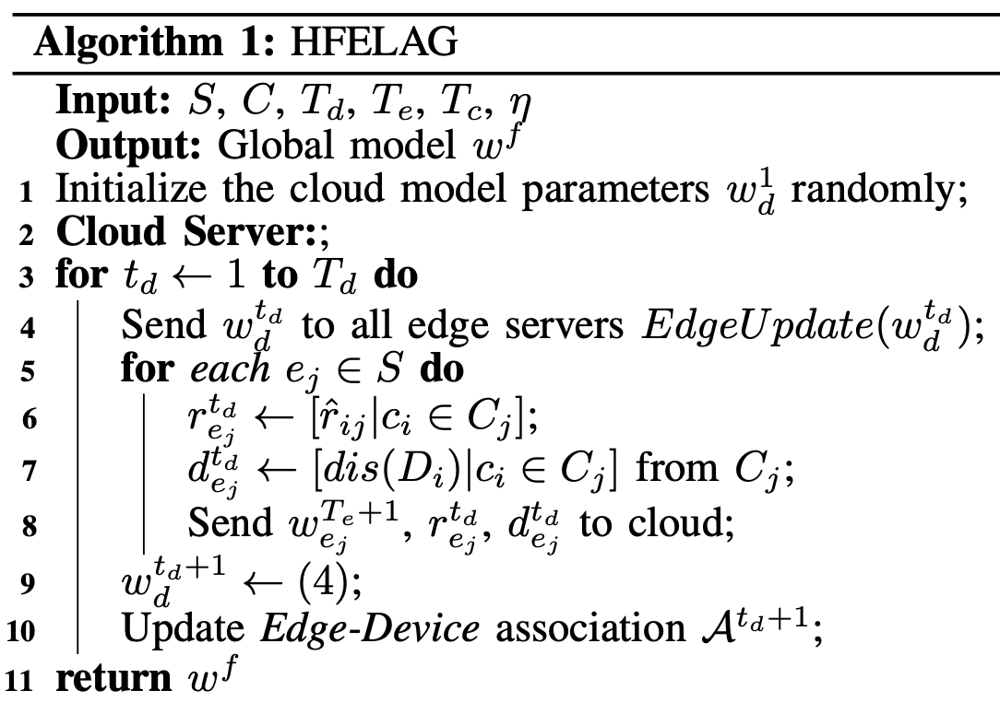 Algorithm 1: HFELAG
Input: $S$, $C$, $T_d$, $T_e$, $T_c$, $\eta$
Output: Global model $w^f$
1 Initialize the cloud model parameters $w_d^1$ randomly;
2 Cloud Server:;
3 for $t_d \leftarrow 1$ to $T_d$ do
4 Send $w_d^{t_d}$ to all edge servers $EdgeUpdate(w_d^{t_d})$;
5 for each $e_j \in S$ do
6 $r_{e_j}^{t_d} \leftarrow [\hat{r}_{ij} | c_i \in C_j]$;
7 $d_{e_j}^{t_d} \leftarrow [dis(D_i) | c_i \in C_j]$ from $C_j$;
8 Send $w_{e_j}^{T_e+1}$, $r_{e_j}^{t_d}$, $d_{e_j}^{t_d}$ to cloud;
9 $w_d^{t_d+1} \leftarrow (4)$;
10 Update Edge-Device association $\mathcal{A}^{t_d+1}$;
11 return $w^f$